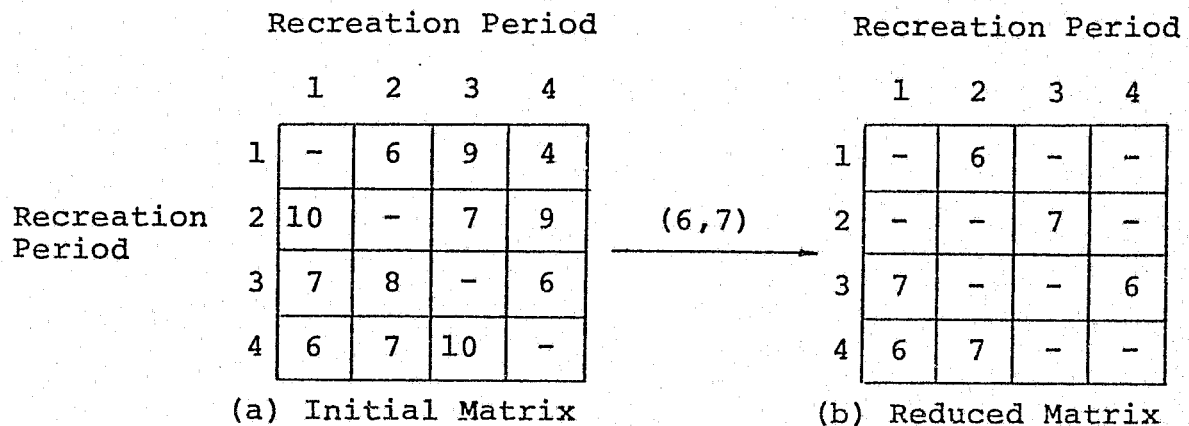 Recreation Period
1 2 3 4
1 - 6 9 4
Recreation Period
2 10 - 7 9
3 7 8 - 6
4 6 7 10 -
(a) Initial Matrix
(6,7)
Recreation Period
1 2 3 4
1 - 6 - -
2 - - 7 -
3 7 - - 6
4 6 7 - -
(b) Reduced Matrix